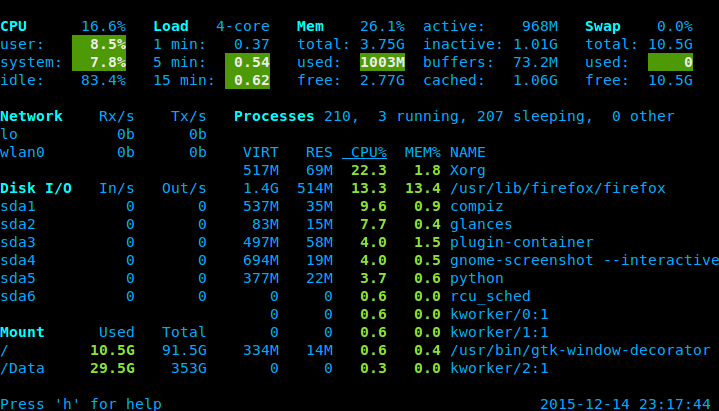 CPU 16.6% Load 4-core Mem 26.1% active: 968M Swap 0.0%
user: 8.5% 1 min: 0.37 total: 3.75G inactive: 1.01G total: 10.5G
system: 7.8% 5 min: 0.54 used: 1003M buffers: 73.2M used: 0
idle: 83.4% 15 min: 0.62 free: 2.77G cached: 1.06G free: 10.5G
Network Rx/s Tx/s Processes 210, 3 running, 207 sleeping, 0 other
lo 0b 0b
wlan0 0b 0b VIRT RES CPU% MEM% NAME
517M 69M 22.3 1.8 Xorg
Disk I/O In/s Out/s 1.4G 514M 13.3 13.4 /usr/lib/firefox/firefox
sda1 0 0 537M 35M 9.6 0.9 compiz
sda2 0 0 83M 15M 7.7 0.4 glances
sda3 0 0 497M 58M 4.0 1.5 plugin-container
sda4 0 0 694M 19M 4.0 0.5 gnome-screenshot --interactive
sda5 0 0 377M 22M 3.7 0.6 python
sda6 0 0 0 0 0.6 0.0 rcu_sched
0 0 0.6 0.0 kworker/0:1
Mount Used Total 0 0 0.6 0.0 kworker/1:1
/ 10.5G 91.5G 334M 14M 0.6 0.4 /usr/bin/gtk-window-decorator
/Data 29.5G 353G 0 0 0.3 0.0 kworker/2:1
Press 'h' for help 2015-12-14 23:17:44